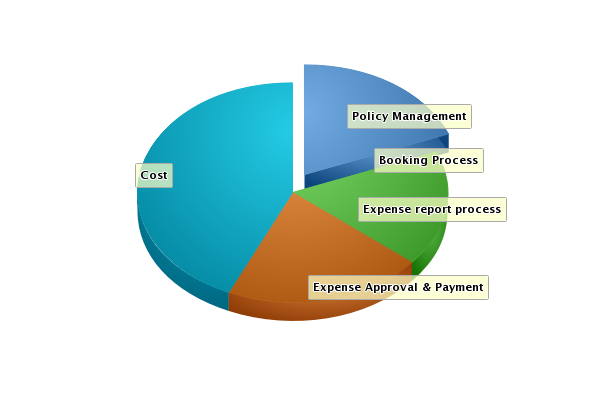 Policy Management
Booking Process
Cost
Expense report process
Expense Approval & Payment